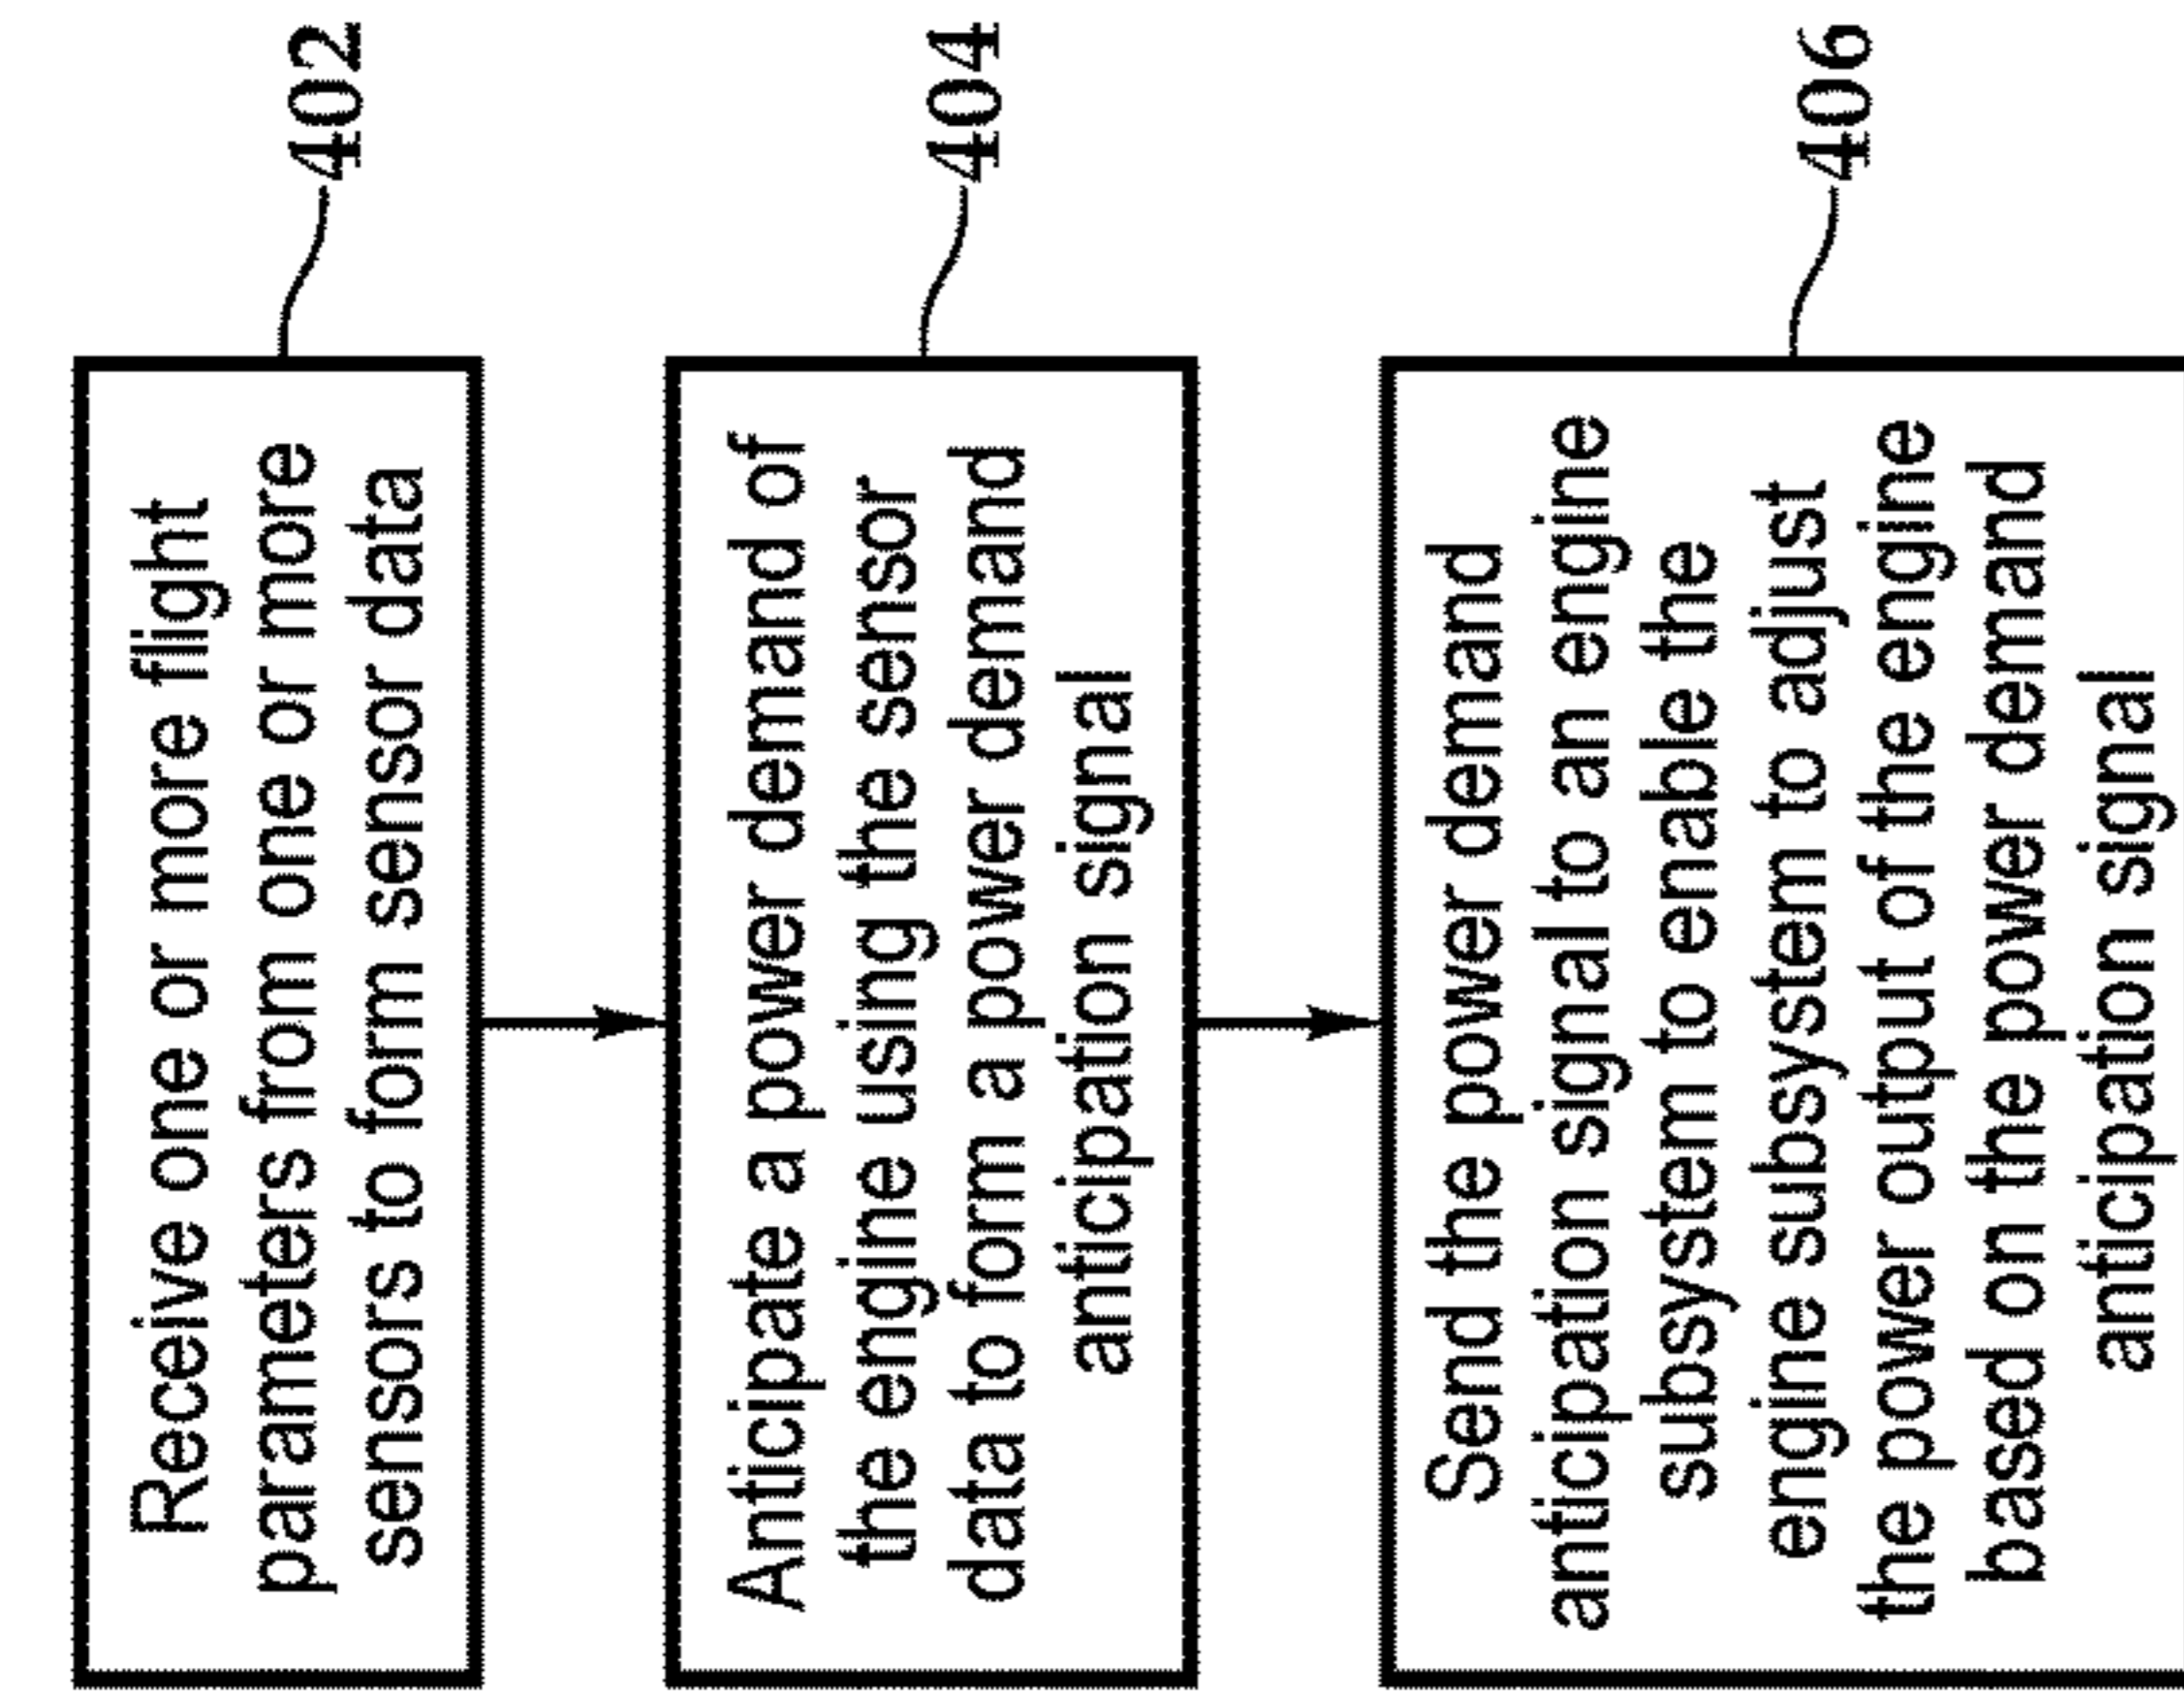 Receive one or more flight
parameters from one or more
sensors to form sensor data
402
Anticipate a power demand of
the engine using the sensor
data to form a power demand
anticipation signal
404
Send the power demand
anticipation signal to an engine
subsystem to enable the
engine subsystem to adjust
the power output of the engine
based on the power demand
anticipation signal
406